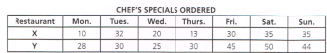 CHEF'S SPECIALS ORDERED
Restaurant Mon. Tues. Wed. Thurs. Fri. Sat. Sun.
X 10 32 20 13 30 35 35
Y 28 30 25 30 45 50 44